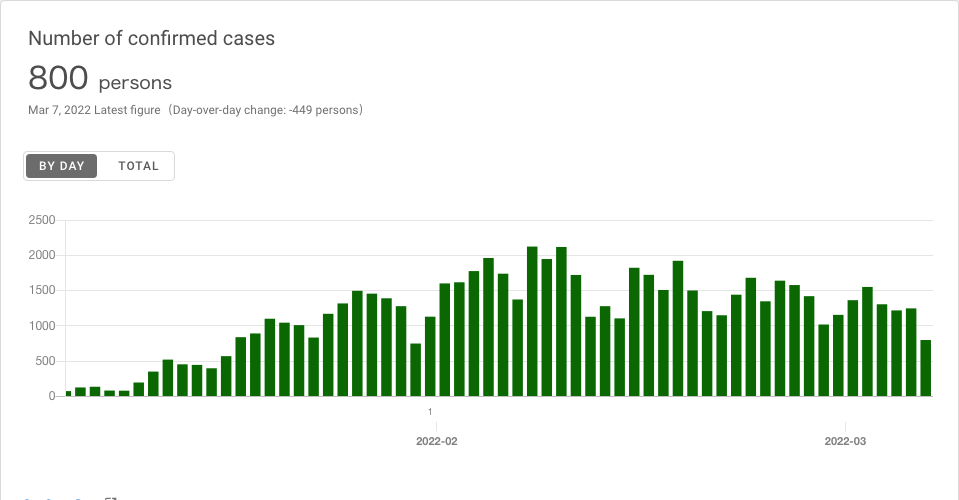 Number of confirmed cases
800 persons
Mar 7, 2022 Latest figure（Day-over-day change: -449 persons）
BY DAY TOTAL
2500
2000
1500
1000
500
0
1
2022-02 2022-03